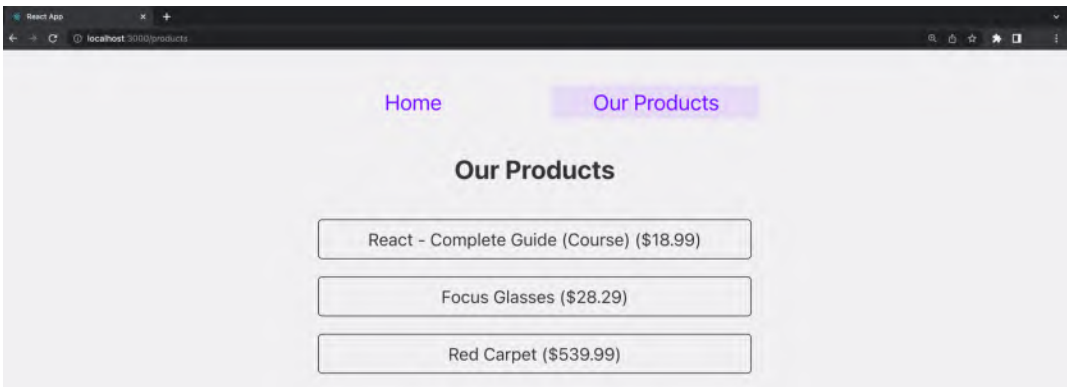 React App
localhost:3000/products
Home Our Products
Our Products
React - Complete Guide (Course) ($18.99)
Focus Glasses ($28.29)
Red Carpet ($539.99)